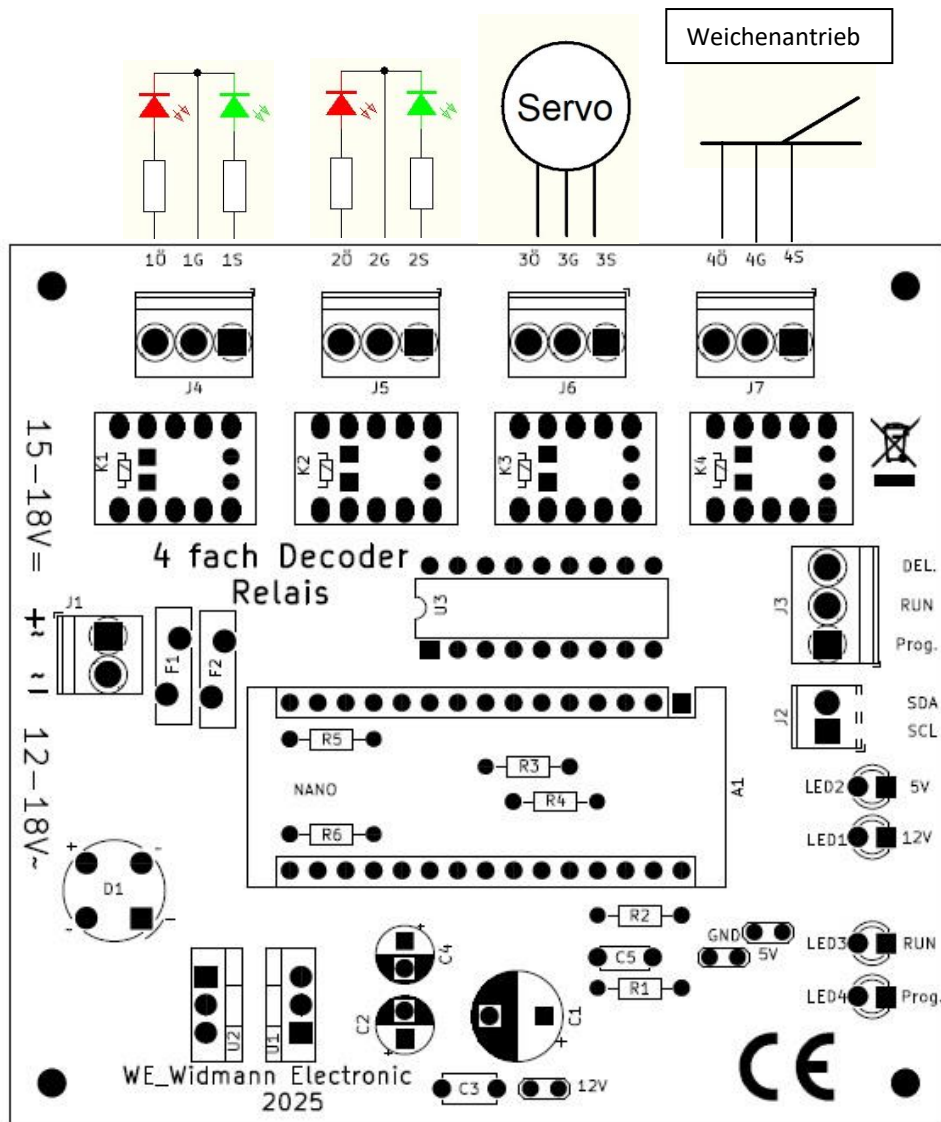 Weichenantrieb
Servo
1Ö 1G 1S
2Ö 2G 2S
3Ö 3G 3S
4Ö 4G 4S
J4
J5
J6
J7
K1
K2
K3
K4
15-18V=
4 fach Decoder
Relais
U3
J3
DEL.
RUN
Prog.
J1
+~
~-
F1
F2
J2
SDA
SCL
R5
R3
NANO
R4
A1
R6
12-18V~
LED2
5V
LED1
12V
+ -
D1
- ~
R2
C4
C5
GND
5V
LED3
RUN
R1
LED4
Prog.
U2
U1
C2
C1
+
+
+
WE_Widmann Electronic
2025
C3
12V
CE